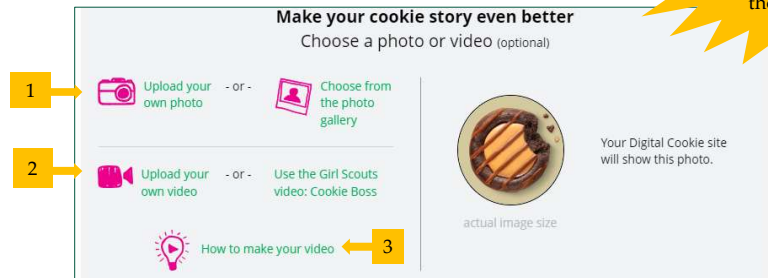 the
Make your cookie story even better
Choose a photo or video (optional)
1
Upload your
own photo
- or -
Choose from
the photo
gallery
2
Upload your
own video
- or -
Use the Girl Scouts
video: Cookie Boss
How to make your video
3
Your Digital Cookie site
will show this photo.
actual image size